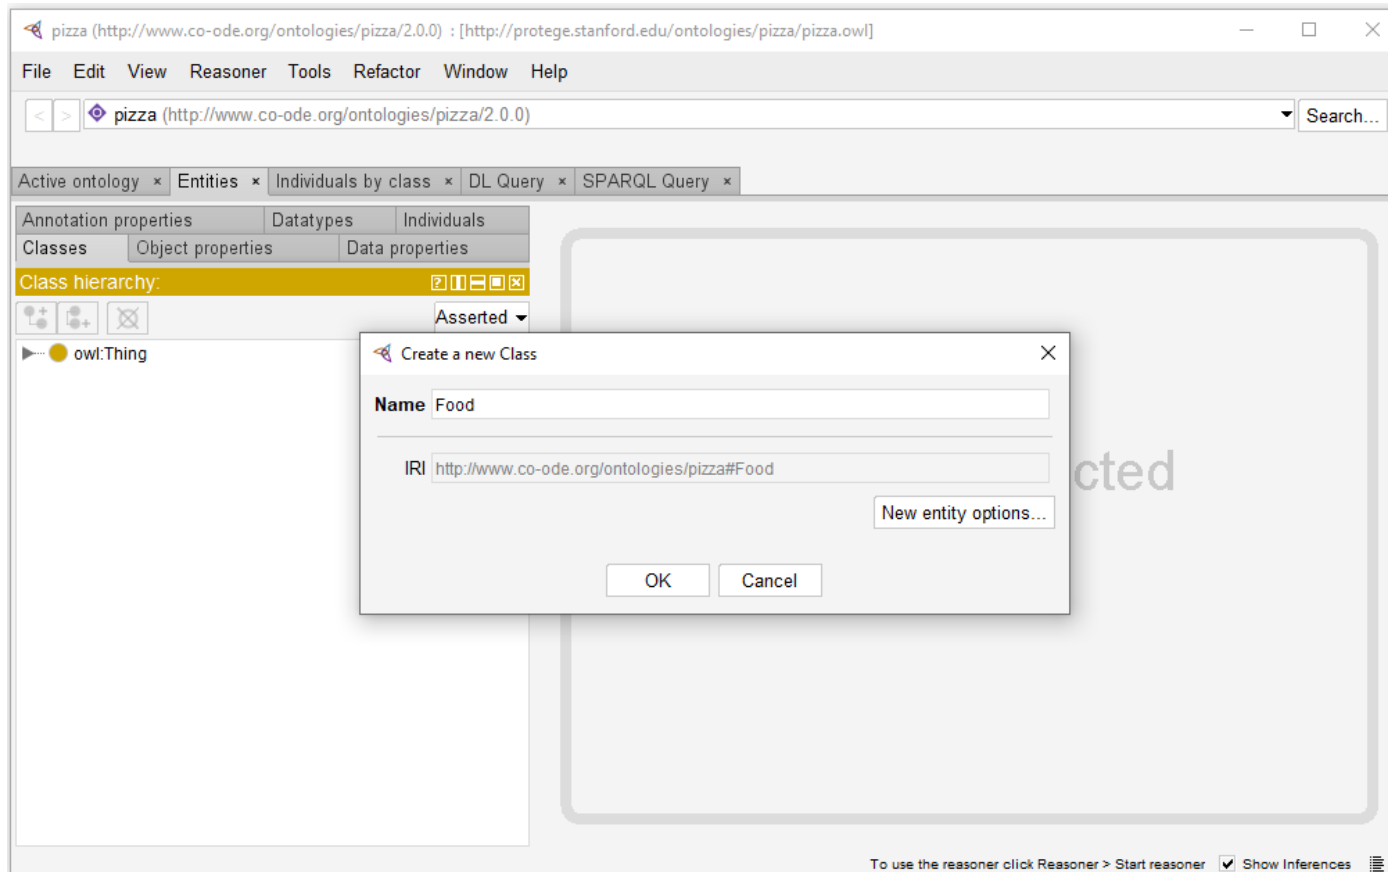 pizza (http://www.co-ode.org/ontologies/pizza/2.0.0) : [http://protege.stanford.edu/ontologies/pizza/pizza.owl]
File Edit View Reasoner Tools Refactor Window Help
< > pizza (http://www.co-ode.org/ontologies/pizza/2.0.0) Search...
Active ontology × Entities × Individuals by class × DL Query × SPARQL Query ×
Annotation properties Datatypes Individuals
Classes Object properties Data properties
Class hierarchy:
Asserted
owl:Thing
Create a new Class
Name Food
IRI http://www.co-ode.org/ontologies/pizza#Food
cted
New entity options...
OK Cancel
To use the reasoner click Reasoner > Start reasoner Show Inferences